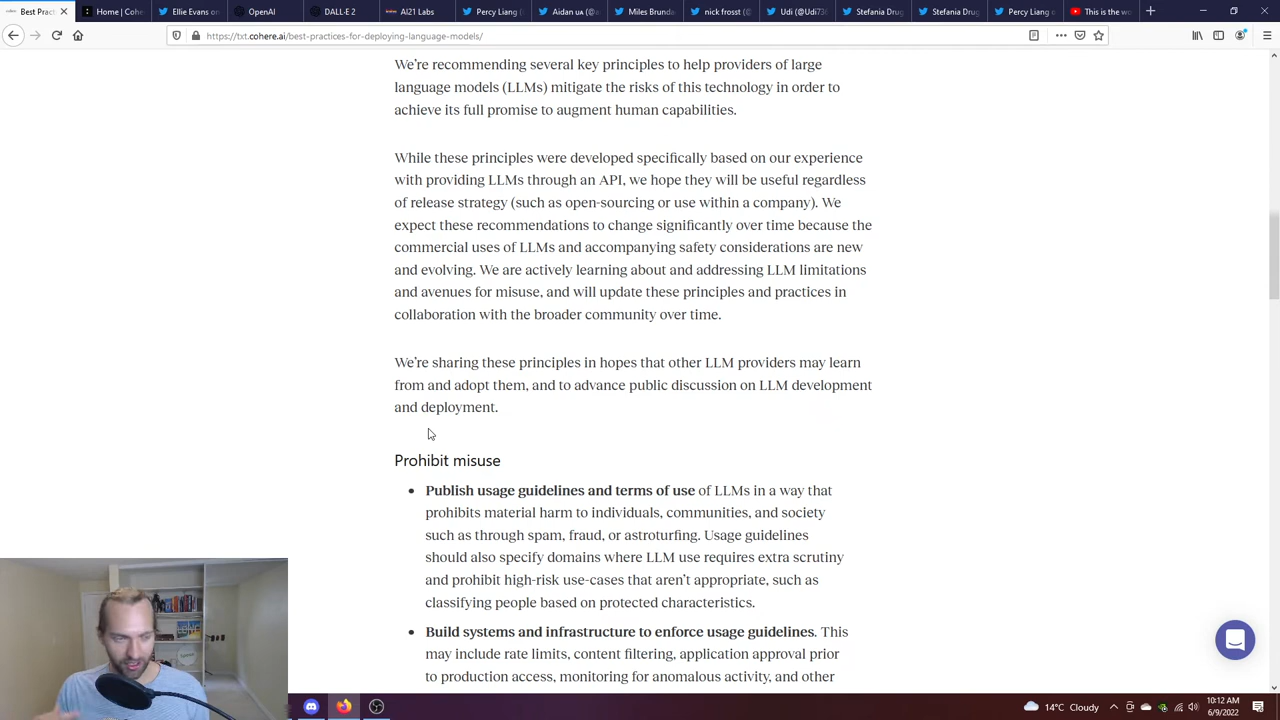 Best Prac
Home | Cohe
Ellie Evans on
OpenAI
DALL·E 2
AI21 Labs
Percy Liang (
Aidan ᴜᴀ (@
Miles Brunda
nick frosst (@
Udi (@Udi73
Stefania Drug
Stefania Drug
Percy Liang o
This is the wo
https://txt.cohere.ai/best-practices-for-deploying-language-models/
We're recommending several key principles to help providers of large
language models (LLMs) mitigate the risks of this technology in order to
achieve its full promise to augment human capabilities.
While these principles were developed specifically based on our experience
with providing LLMs through an API, we hope they will be useful regardless
of release strategy (such as open-sourcing or use within a company). We
expect these recommendations to change significantly over time because the
commercial uses of LLMs and accompanying safety considerations are new
and evolving. We are actively learning about and addressing LLM limitations
and avenues for misuse, and will update these principles and practices in
collaboration with the broader community over time.
We're sharing these principles in hopes that other LLM providers may learn
from and adopt them, and to advance public discussion on LLM development
and deployment.
Prohibit misuse
• Publish usage guidelines and terms of use of LLMs in a way that
prohibits material harm to individuals, communities, and society
such as through spam, fraud, or astroturfing. Usage guidelines
should also specify domains where LLM use requires extra scrutiny
and prohibit high-risk use-cases that aren't appropriate, such as
classifying people based on protected characteristics.
• Build systems and infrastructure to enforce usage guidelines. This
may include rate limits, content filtering, application approval prior
to production access, monitoring for anomalous activity, and other
14°C Cloudy
10:12 AM
6/9/2022